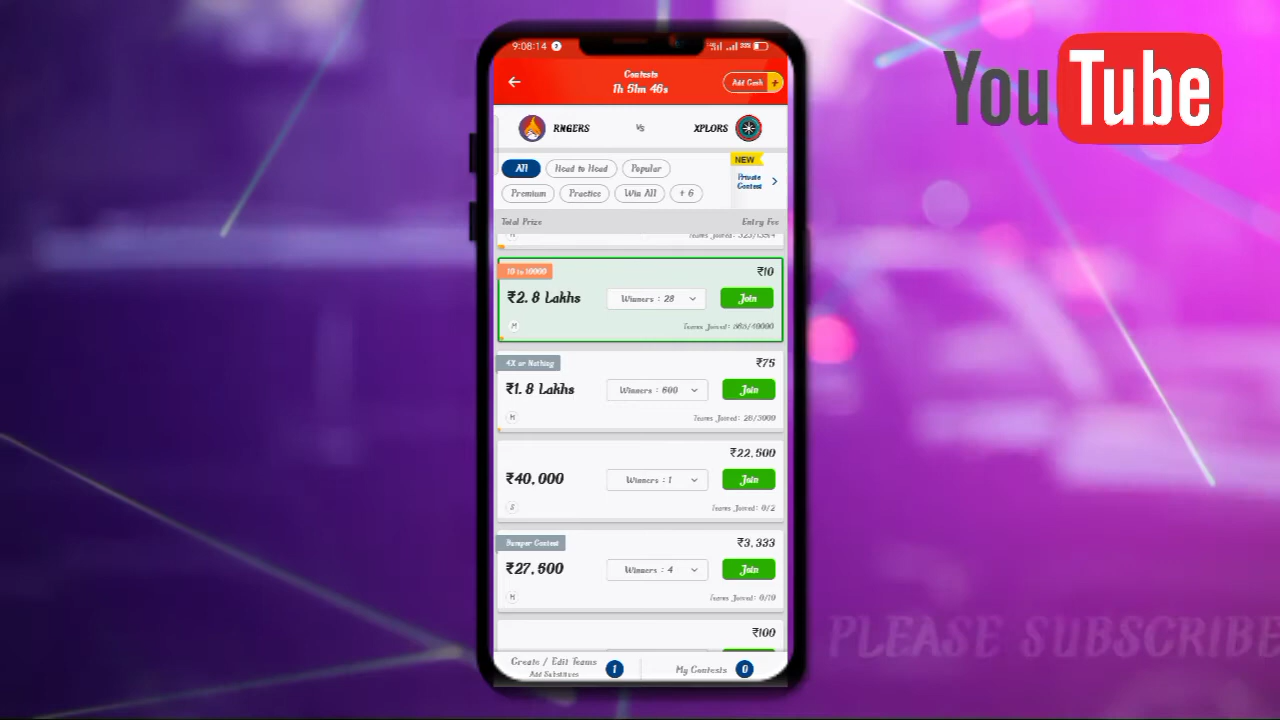 YouTube
9:08:14
Contests
1h 51m 46s
Add Cash +
RNGERS Vs XPLORS
NEW
All Head to Head Popular
Private Contest
Premium Practice Win All + 6
Total Prize Entry Fee
10 to 10000
₹10
₹2.8 Lakhs Winners : 28 Join
M Teams Joined:
4X or Nothing
₹75
₹1.8 Lakhs Winners : 600 Join
M Teams Joined: 28/3000
₹22,500
₹40,000 Winners : 1 Join
S Teams Joined: 0/2
Bumper Contest
₹3,333
₹27,600 Winners : 4 Join
M Teams Joined: 0/10
₹100
Create / Edit Teams 1 My Contests 0
Add Substitutes
PLEASE SUBSCRIBE